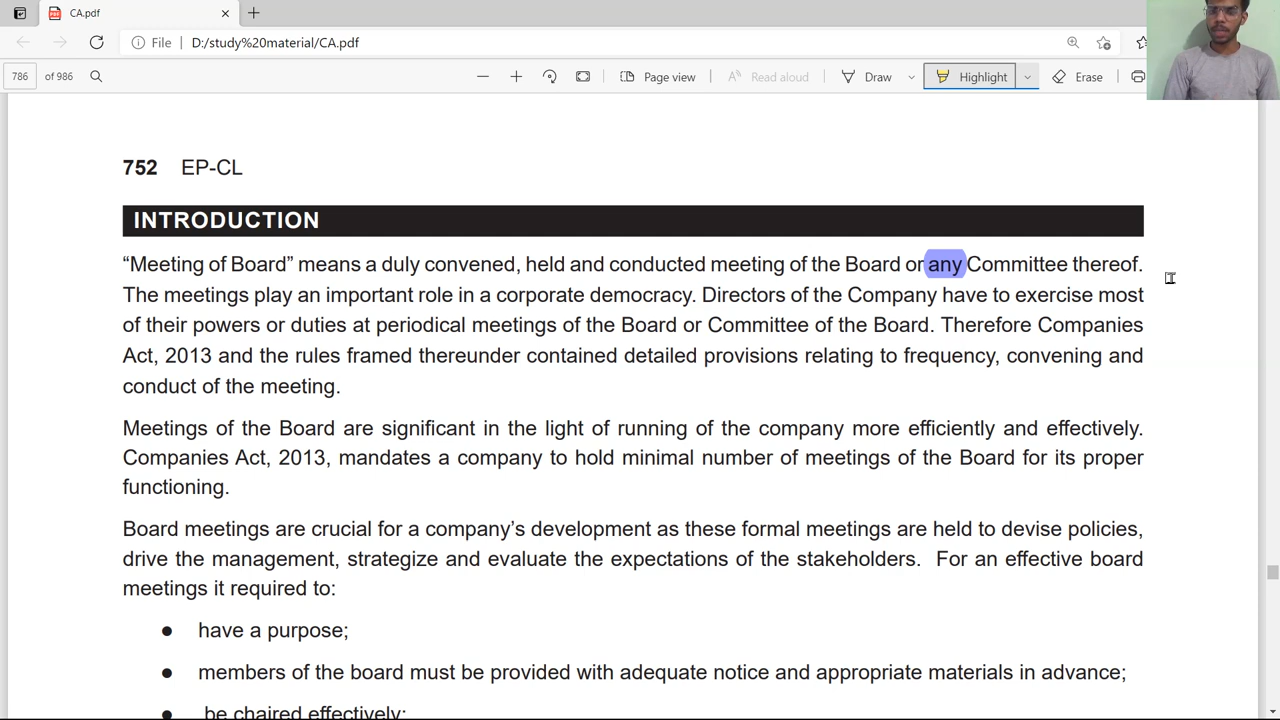 CA.pdf
File D:/study%20material/CA.pdf
786 of 986 Page view Read aloud Draw Highlight Erase
752 EP-CL
INTRODUCTION
“Meeting of Board” means a duly convened, held and conducted meeting of the Board or any Committee thereof.
The meetings play an important role in a corporate democracy. Directors of the Company have to exercise most
of their powers or duties at periodical meetings of the Board or Committee of the Board. Therefore Companies
Act, 2013 and the rules framed thereunder contained detailed provisions relating to frequency, convening and
conduct of the meeting.
Meetings of the Board are significant in the light of running of the company more efficiently and effectively.
Companies Act, 2013, mandates a company to hold minimal number of meetings of the Board for its proper
functioning.
Board meetings are crucial for a company’s development as these formal meetings are held to devise policies,
drive the management, strategize and evaluate the expectations of the stakeholders. For an effective board
meetings it required to:
● have a purpose;
● members of the board must be provided with adequate notice and appropriate materials in advance;
● be chaired effectively;